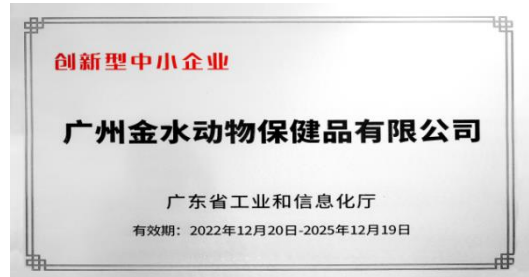 创新型中小企业
广州金水动物保健品有限公司
广东省工业和信息化厅
有效期：2022年12月20日-2025年12月19日